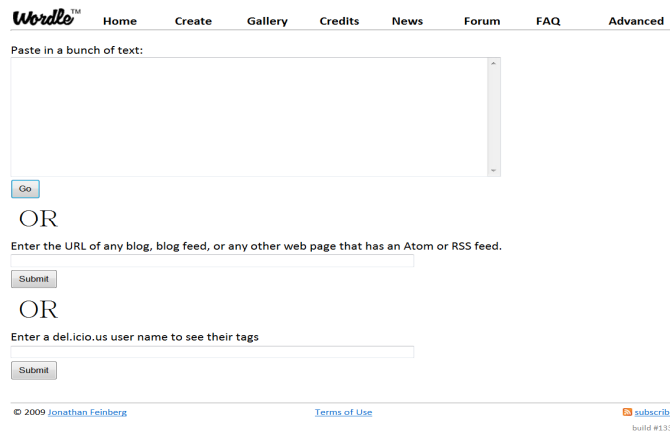 Wordle™ Home Create Gallery Credits News Forum FAQ Advanced
Paste in a bunch of text:
Go
OR
Enter the URL of any blog, blog feed, or any other web page that has an Atom or RSS feed.
Submit
OR
Enter a del.icio.us user name to see their tags
Submit
© 2009 Jonathan Feinberg Terms of Use subscrib
build #13